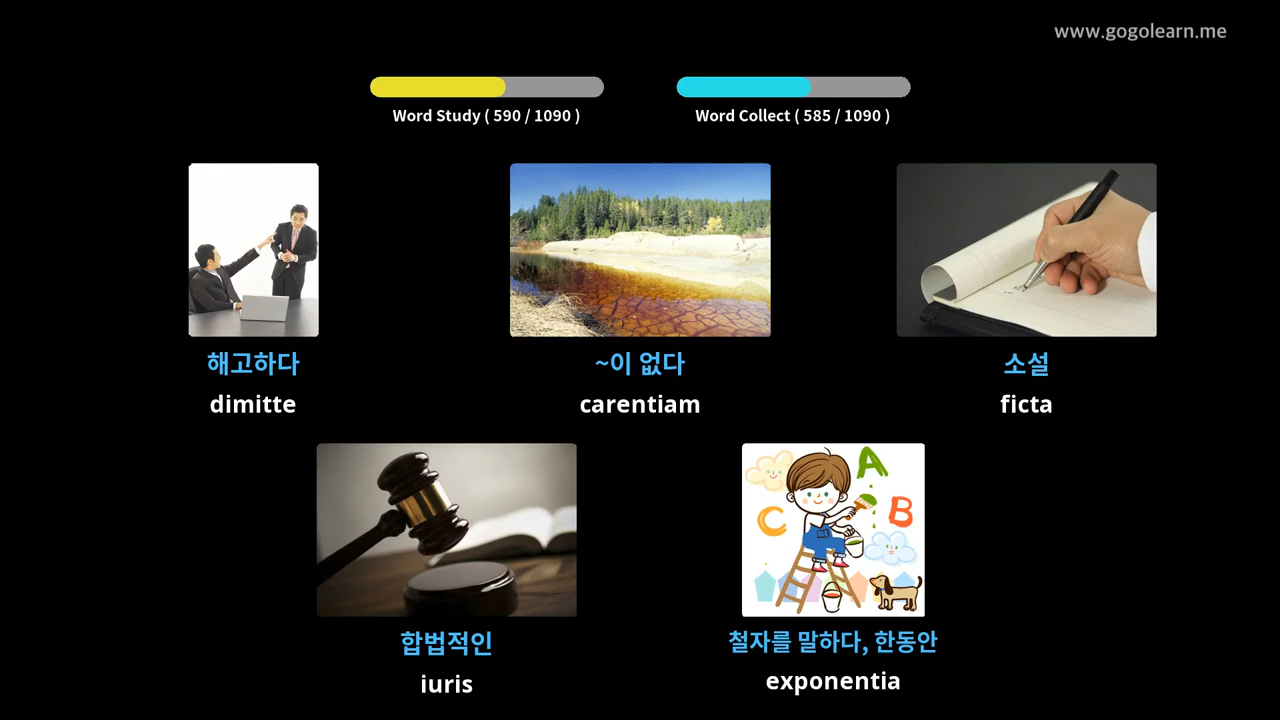 www.gogolearn.me
Word Study ( 590 / 1090 )
Word Collect ( 585 / 1090 )
해고하다
dimitte
~이 없다
carentiam
소설
ficta
합법적인
iuris
철자를 말하다, 한동안
exponentia
A
B
C